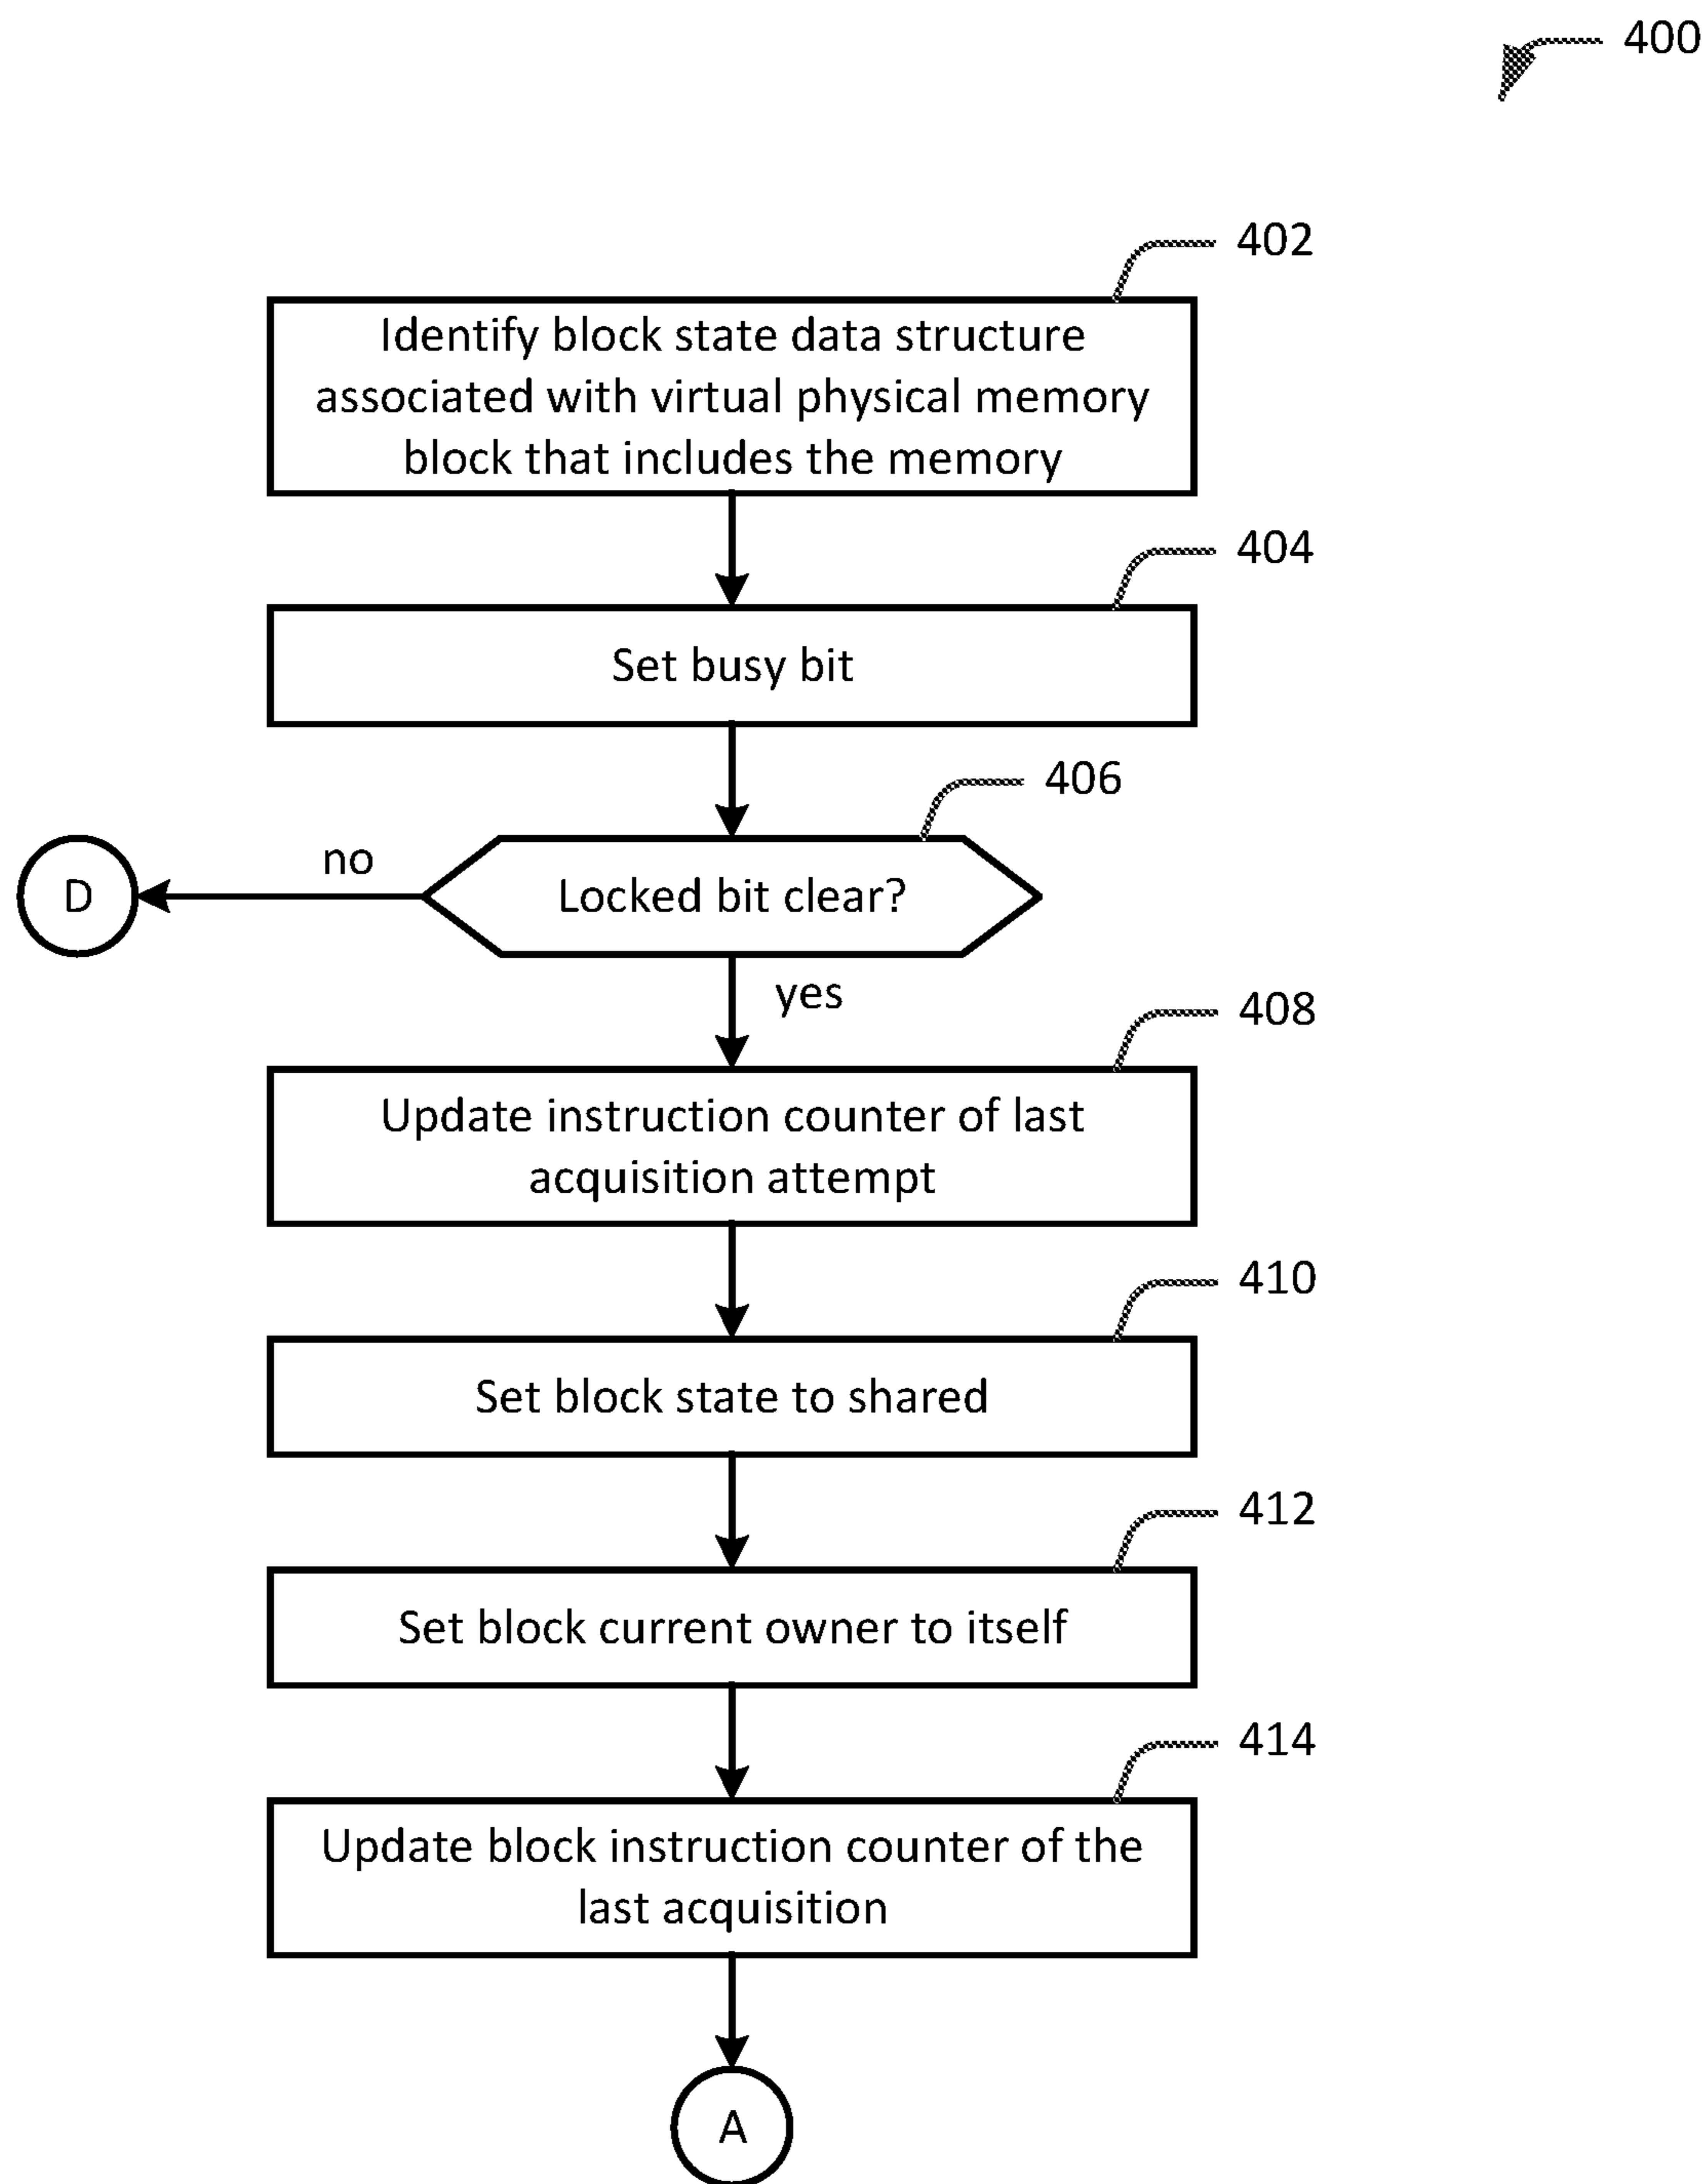 400
402
Identify block state data structure
associated with virtual physical memory
block that includes the memory
404
Set busy bit
406
no
D
Locked bit clear?
yes
408
Update instruction counter of last
acquisition attempt
410
Set block state to shared
412
Set block current owner to itself
414
Update block instruction counter of the
last acquisition
A